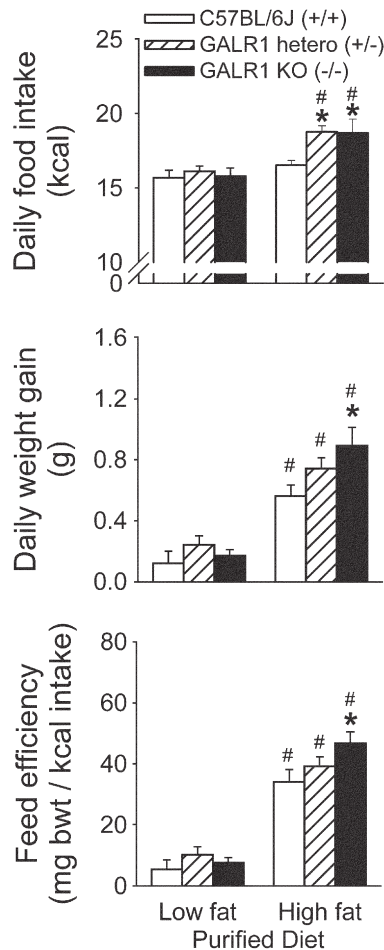 C57BL/6J (+/+)
GALR1 hetero (+/-)
GALR1 KO (-/-)
Daily food intake
(kcal)
25
20
15
10
0
# #
* *
Daily weight gain
(g)
1.6
1.2
0.8
0.4
0.0
# # #
*
Feed efficiency
(mg bwt / kcal intake)
80
60
40
20
0
# # #
*
Low fat High fat
Purified Diet